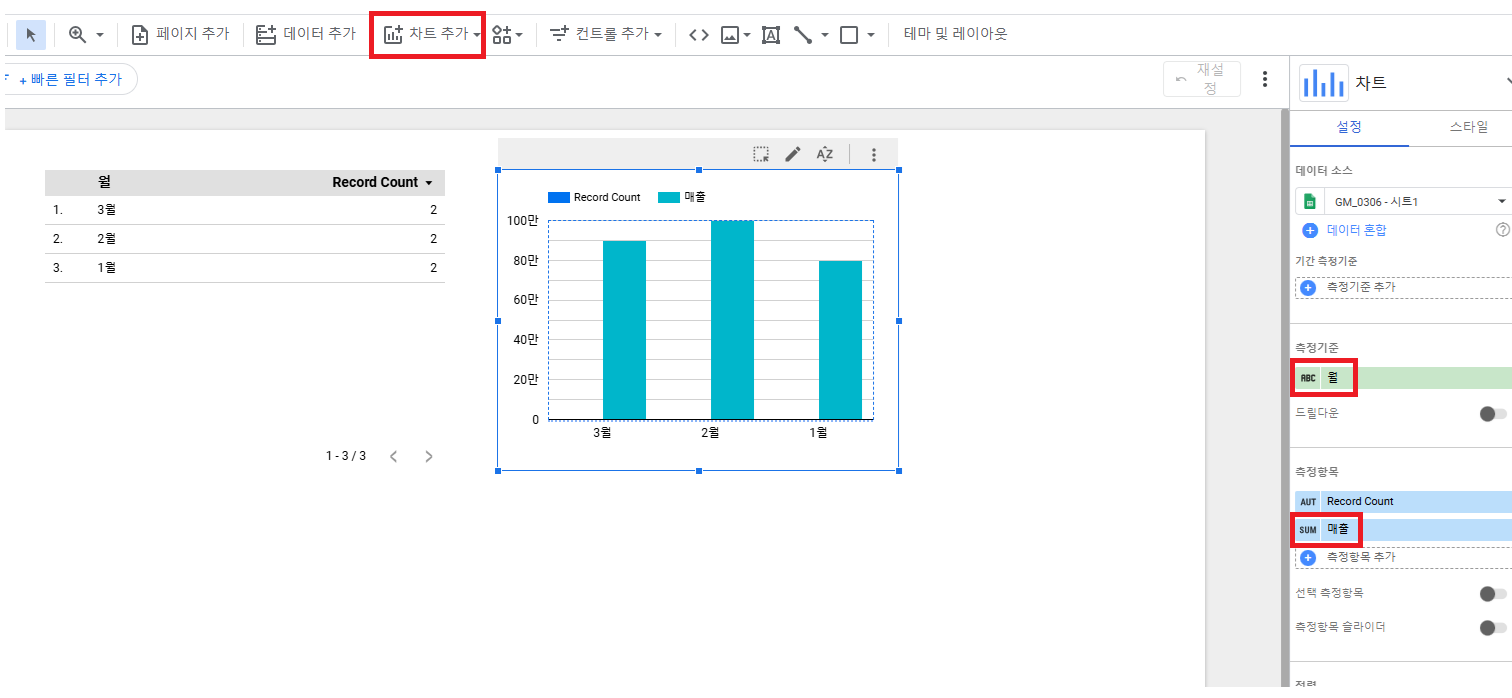 페이지 추가 데이터 추가 차트 추가 컨트롤 추가 테마 및 레이아웃
+ 빠른 필터 추가
재설정
차트
설정 스타일
월 Record Count
1. 3월 2
2. 2월 2
3. 1월 2
1 - 3 / 3
Record Count 매출
100만
80만
60만
40만
20만
0
3월 2월 1월
데이터 소스
GM_0306 - 시트1
데이터 혼합
기간 측정기준
측정기준 추가
측정기준
ABC 월
드릴다운
측정항목
AUT Record Count
SUM 매출
측정항목 추가
선택 측정항목
측정항목 슬라이더